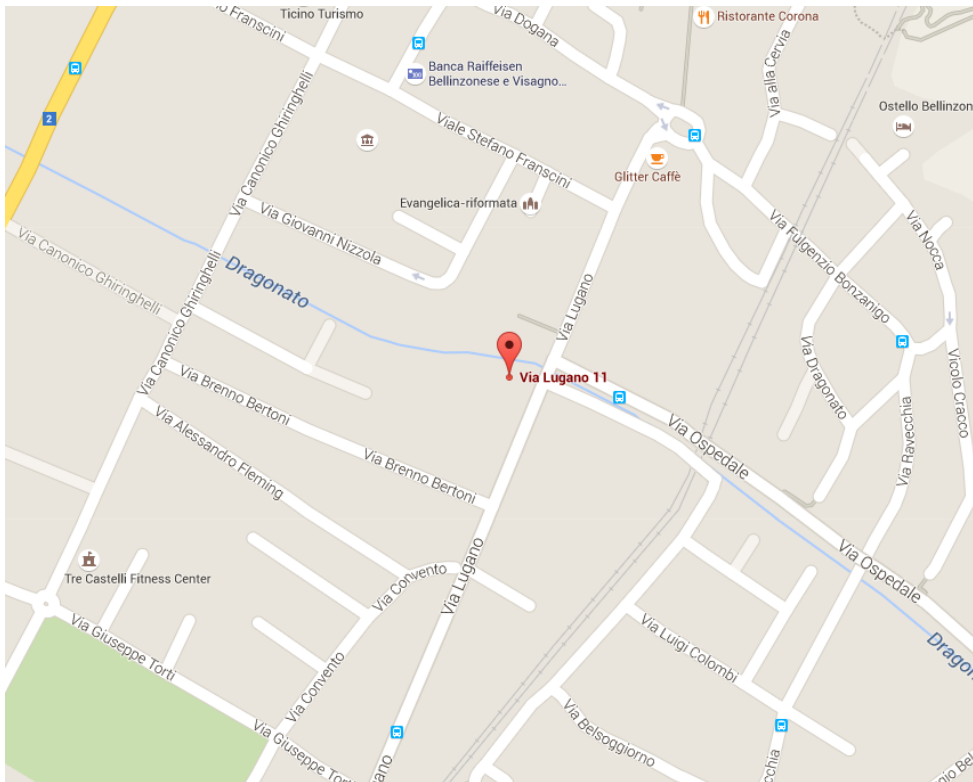 Ticino Turismo
Via Dogana
Ristorante Corona
Franscini
Banca Raiffeisen
Bellinzonese e Visagno...
Via alla Cervia
2
Viale Stefano Franscini
Ostello Bellinzon
Glitter Caffè
Via Canonico Ghiringhelli
Evangelica-riformata
Via Giovanni Nizzola
Via Fulgenzio Bonzanigo
Via Nocca
Via Canonico Ghiringhelli
Dragonato
Via Canonico Ghiringhelli
Via Lugano
Via Lugano 11
Via Dragonato
Vicolo Cracco
Via Brenno Bertoni
Via Ospedale
Via Ravecchia
Via Alessandro Fleming
Via Brenno Bertoni
Via Lugano
Via Ospedale
Tre Castelli Fitness Center
Via Convento
Via Giuseppe Torti
Via Luigi Colombi
Dragon
Via Convento
Via Giuseppe Torti
Via Belsoggiorno